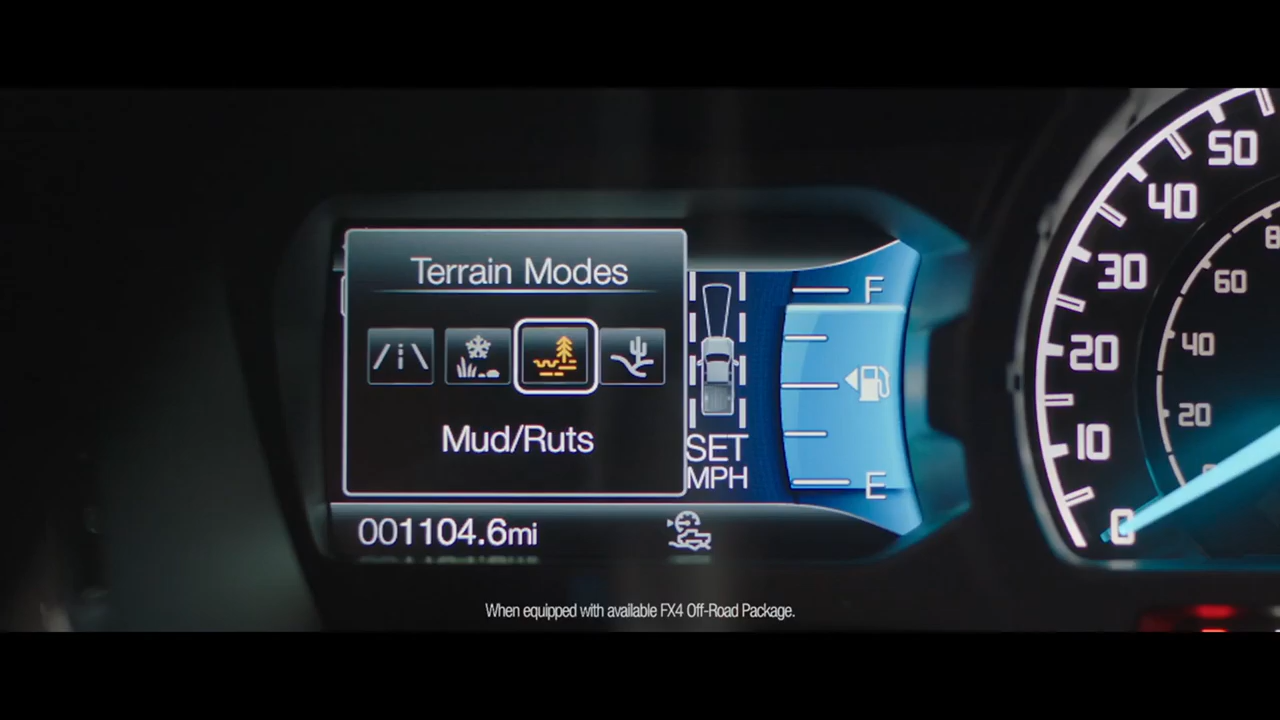 Terrain Modes
Mud/Ruts
SET
MPH
F
E
001104.6mi
50
40
30
20
10
0
60
40
20
When equipped with available FX4 Off-Road Package.